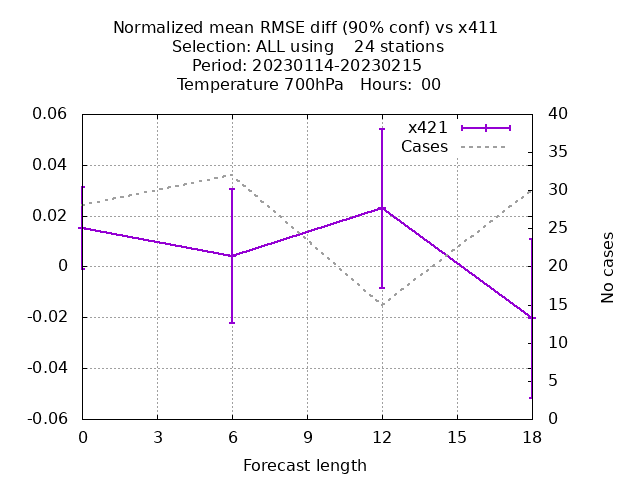 Normalized mean RMSE diff (90% conf) vs x411
Selection: ALL using    24 stations
Period: 20230114-20230215
Temperature 700hPa   Hours:  00
x421
Cases
0.06
0.04
0.02
0
-0.02
-0.04
-0.06
40
35
30
25
20
15
10
5
0
No cases
0 3 6 9 12 15 18
Forecast length